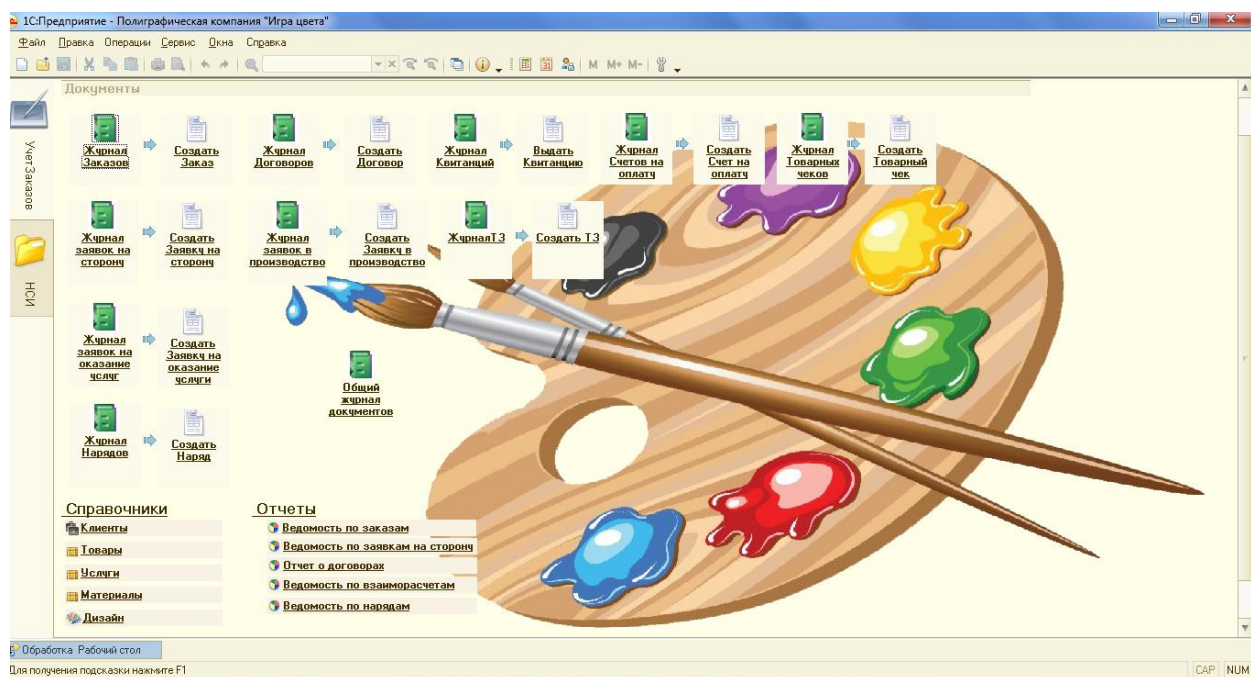 1С:Предприятие - Полиграфическая компания "Игра цвета"
Файл Правка Операции Сервис Окна Справка
M M+ M-
Документы
Журнал
Заказов
Создать
Заказ
Журнал
Договоров
Создать
Договор
Журнал
Квитанций
Выдать
Квитанцию
Журнал
Счетов на
оплату
Создать
Счет на
оплату
Журнал
Товарных
чеков
Создать
Товарный
чек
Учет Заказов
НСИ
Журнал
заявок на
сторону
Создать
Заявку на
сторону
Журнал
заявок в
производство
Создать
Заявку в
производство
ЖурналТЗ
Создать ТЗ
Журнал
заявок на
оказание
услуг
Создать
Заявку на
оказание
услуги
Общий
журнал
документов
Журнал
Нарядов
Создать
Наряд
Справочники
Клиенты
Товары
Услуги
Материалы
Дизайн
Отчеты
Ведомость по заказам
Ведомость по заявкам на сторону
Отчет о договорах
Ведомость по взаиморасчетам
Ведомость по нарядам
Обработка Рабочий стол
Для получения подсказки нажмите F1
CAP NUM